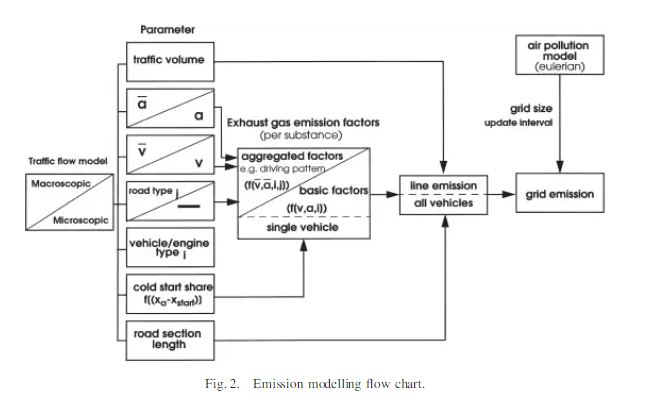 Parameter
traffic volume
air pollution
model
(eulerian)
a̅
a
grid size
update interval
Exhaust gas emission factors
(per substance)
v̅
v
Traffic flow model
Macroscopic
Microscopic
aggregated factors
e.g. driving pattern
(f(v̅,a̅,i,j))
basic factors
(f(v,a,i))
single vehicle
road type j
—
line emission
all vehicles
grid emission
vehicle/engine
type i
cold start share
f((xa-xstart))
road section
length
Fig. 2. Emission modelling flow chart.